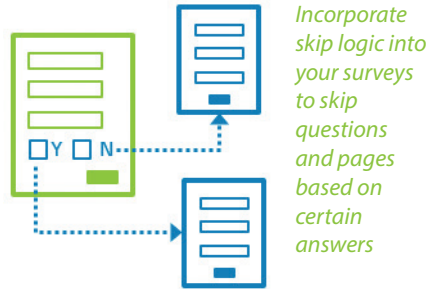 Incorporate
skip logic into
your surveys
to skip
questions
and pages
based on
certain
answers
Y N